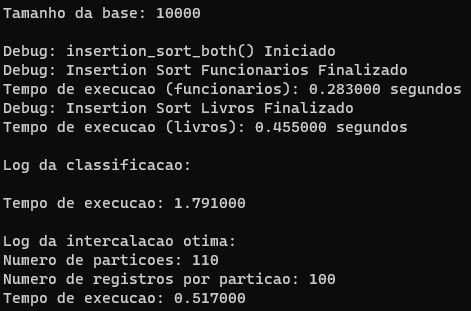 Tamanho da base: 10000
Debug: insertion_sort_both() Iniciado
Debug: Insertion Sort Funcionarios Finalizado
Tempo de execucao (funcionarios): 0.283000 segundos
Debug: Insertion Sort Livros Finalizado
Tempo de execucao (livros): 0.455000 segundos
Log da classificacao:
Tempo de execucao: 1.791000
Log da intercalacao otima:
Numero de particoes: 110
Numero de registros por particao: 100
Tempo de execucao: 0.517000